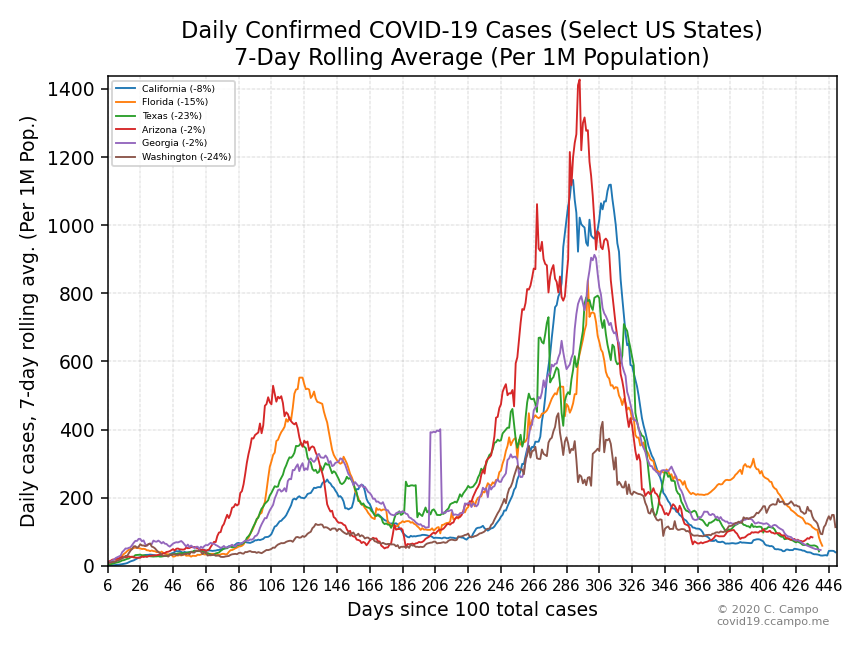 Daily Confirmed COVID-19 Cases (Select US States)
7-Day Rolling Average (Per 1M Population)
Daily cases, 7-day rolling avg. (Per 1M Pop.)
1400
1200
1000
800
600
400
200
0
California (-8%)
Florida (-15%)
Texas (-23%)
Arizona (-2%)
Georgia (-2%)
Washington (-24%)
6 26 46 66 86 106 126 146 166 186 206 226 246 266 286 306 326 346 366 386 406 426 446
Days since 100 total cases
© 2020 C. Campo
covid19.ccampo.me